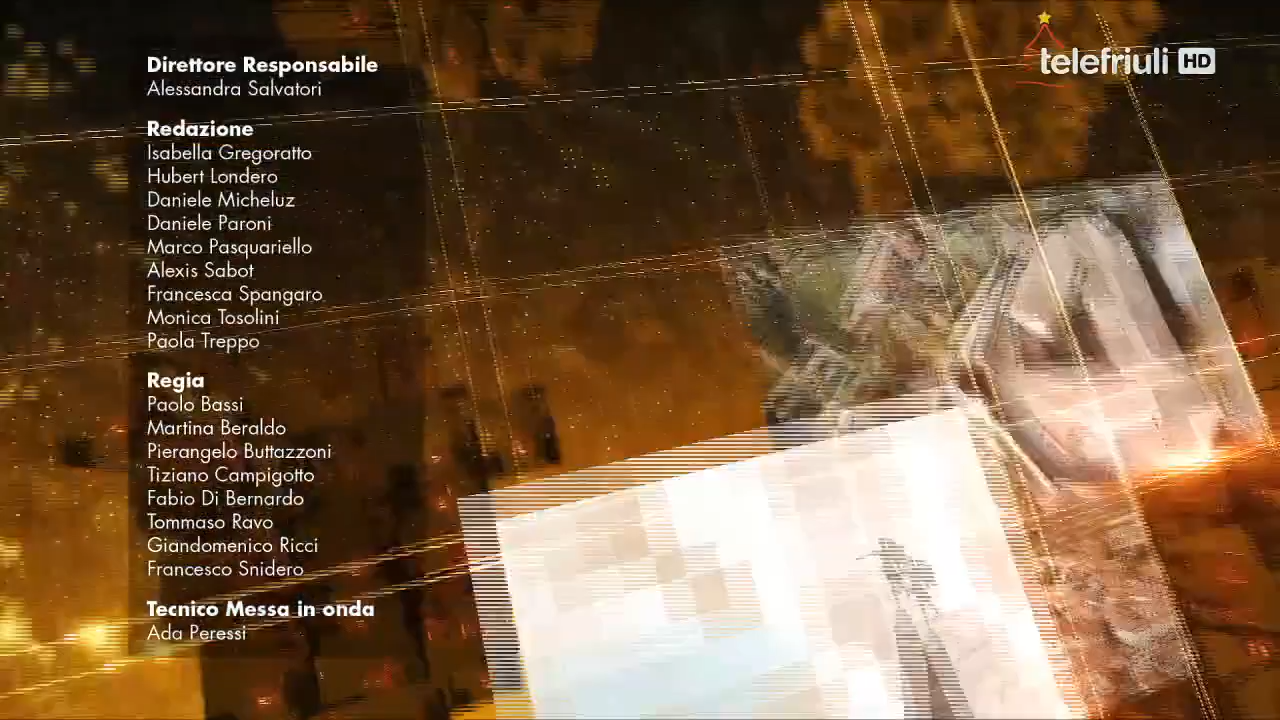 Direttore Responsabile
Alessandra Salvatori
Redazione
Isabella Gregoratto
Hubert Londero
Daniele Micheluz
Daniele Paroni
Marco Pasquariello
Alexis Sabot
Francesca Spangaro
Monica Tosolini
Paola Treppo
Regia
Paolo Bassi
Martina Beraldo
Pierangelo Buttazzoni
Tiziano Campigotto
Fabio Di Bernardo
Tommaso Ravo
Giandomenico Ricci
Francesco Snidero
Tecnico Messa in onda
Ada Peressi
telefriuli HD